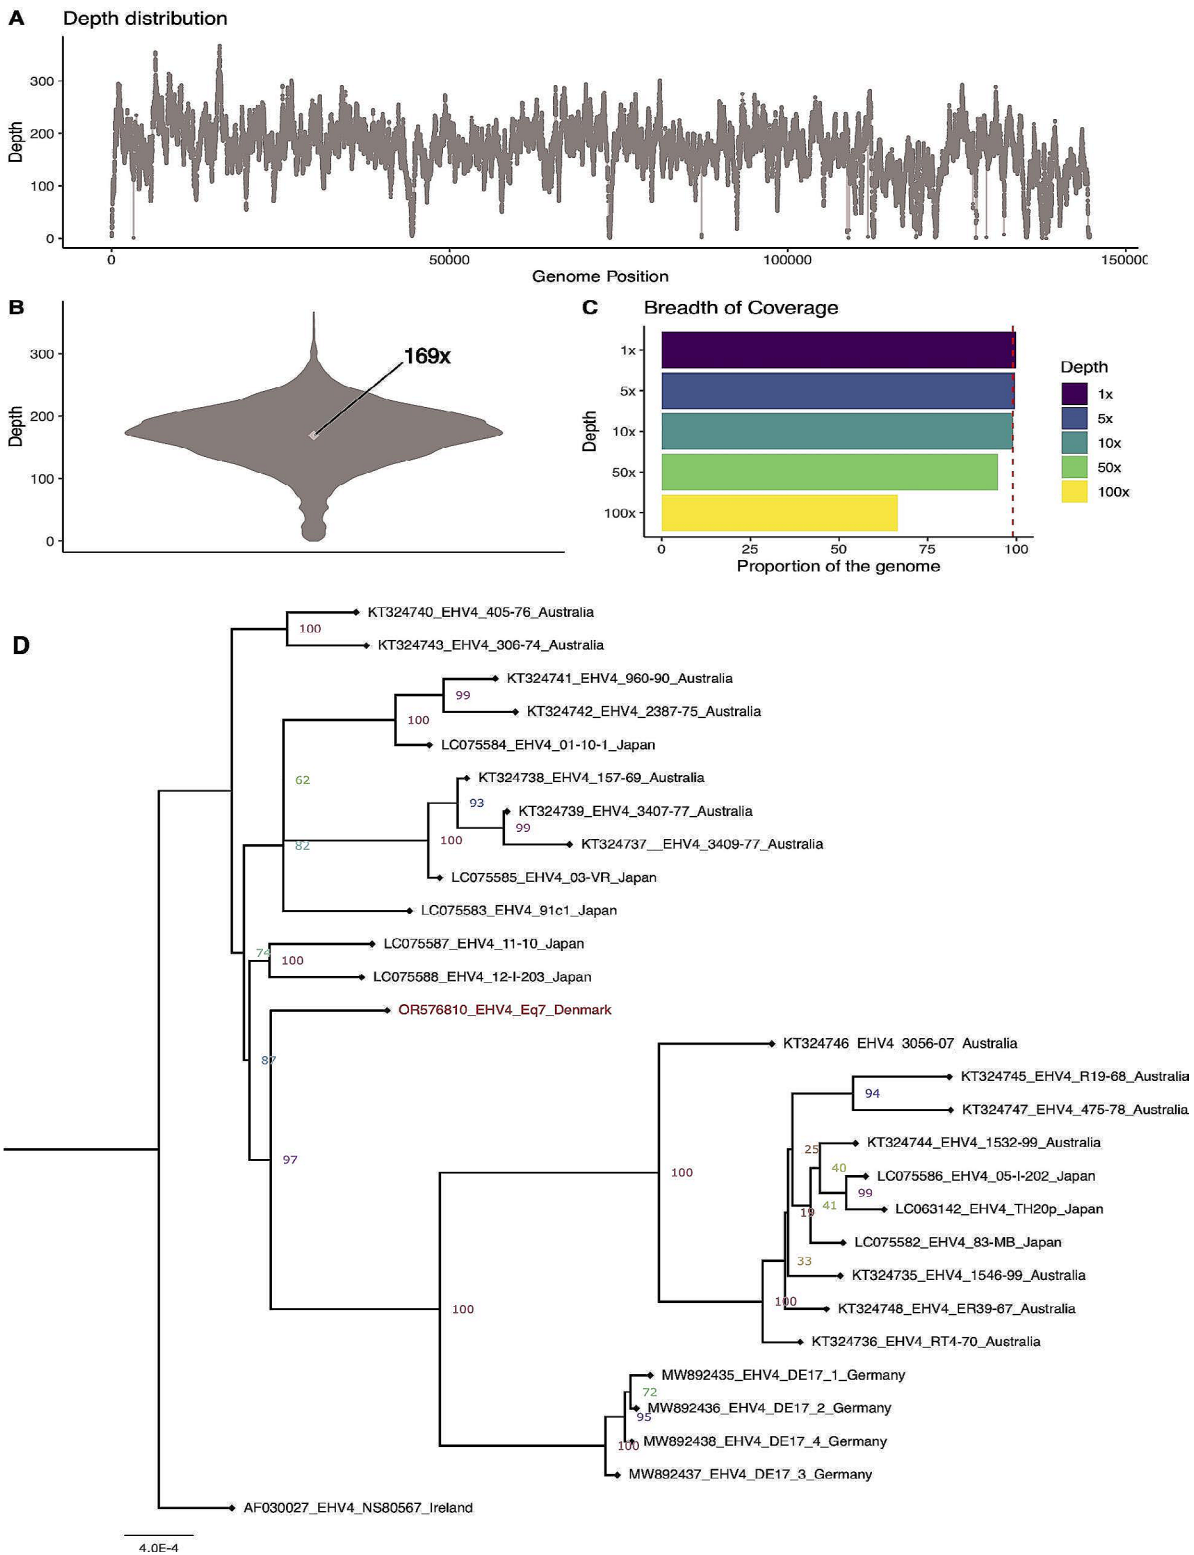 A
Depth distribution
300
200
100
0
Depth
0
50000
100000
150000
Genome Position
B
300
200
100
0
Depth
169x
C
Breadth of Coverage
1x
5x
10x
50x
100x
Depth
0
25
50
75
100
Proportion of the genome
Depth
1x
5x
10x
50x
100x
D
KT324740_EHV4_405-76_Australia
100
KT324743_EHV4_306-74_Australia
KT324741_EHV4_960-90_Australia
99
KT324742_EHV4_2387-75_Australia
100
LC075584_EHV4_01-10-1_Japan
62
KT324738_EHV4_157-69_Australia
93
KT324739_EHV4_3407-77_Australia
99
100
82
KT324737__EHV4_3409-77_Australia
LC075585_EHV4_03-VR_Japan
LC075583_EHV4_91c1_Japan
LC075587_EHV4_11-10_Japan
74
100
LC075588_EHV4_12-I-203_Japan
OR576810_EHV4_Eq7_Denmark
87
KT324746 EHV4 3056-07 Australia
KT324745_EHV4_R19-68_Australia
94
KT324747_EHV4_475-78_Australia
KT324744_EHV4_1532-99_Australia
25
97
100
40
LC075586_EHV4_05-I-202_Japan
99
41
19
LC063142_EHV4_TH20p_Japan
LC075582_EHV4_83-MB_Japan
33
KT324735_EHV4_1546-99_Australia
100
100
KT324748_EHV4_ER39-67_Australia
KT324736_EHV4_RT4-70_Australia
MW892435_EHV4_DE17_1_Germany
72
MW892436_EHV4_DE17_2_Germany
95
MW892438_EHV4_DE17_4_Germany
100
MW892437_EHV4_DE17_3_Germany
AF030027_EHV4_NS80567_Ireland
4.0E-4